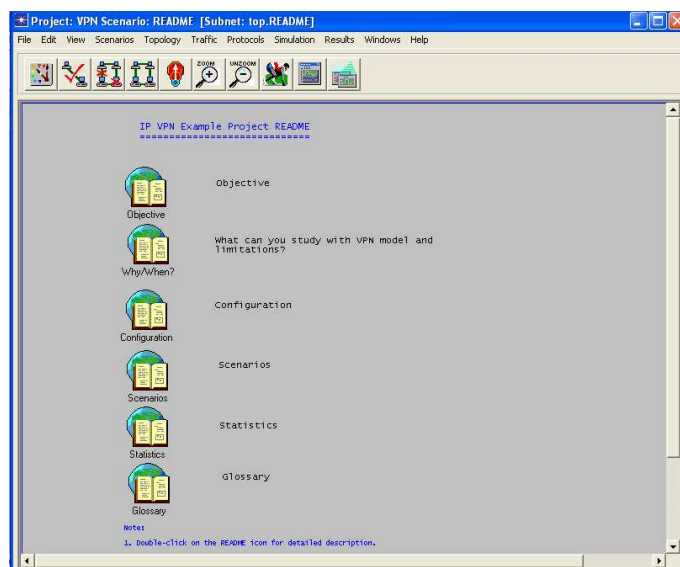 Project: VPN Scenario: README [Subnet: top.README]
File Edit View Scenarios Topology Traffic Protocols Simulation Results Windows Help
ZOOM UNZOOM
IP VPN Example Project README
==============================
Objective
Objective
What can you study with VPN model and
limitations?
Why/When?
Configuration
Configuration
Scenarios
Scenarios
Statistics
Statistics
Glossary
Glossary
Note:
1. Double-click on the README icon for detailed description.